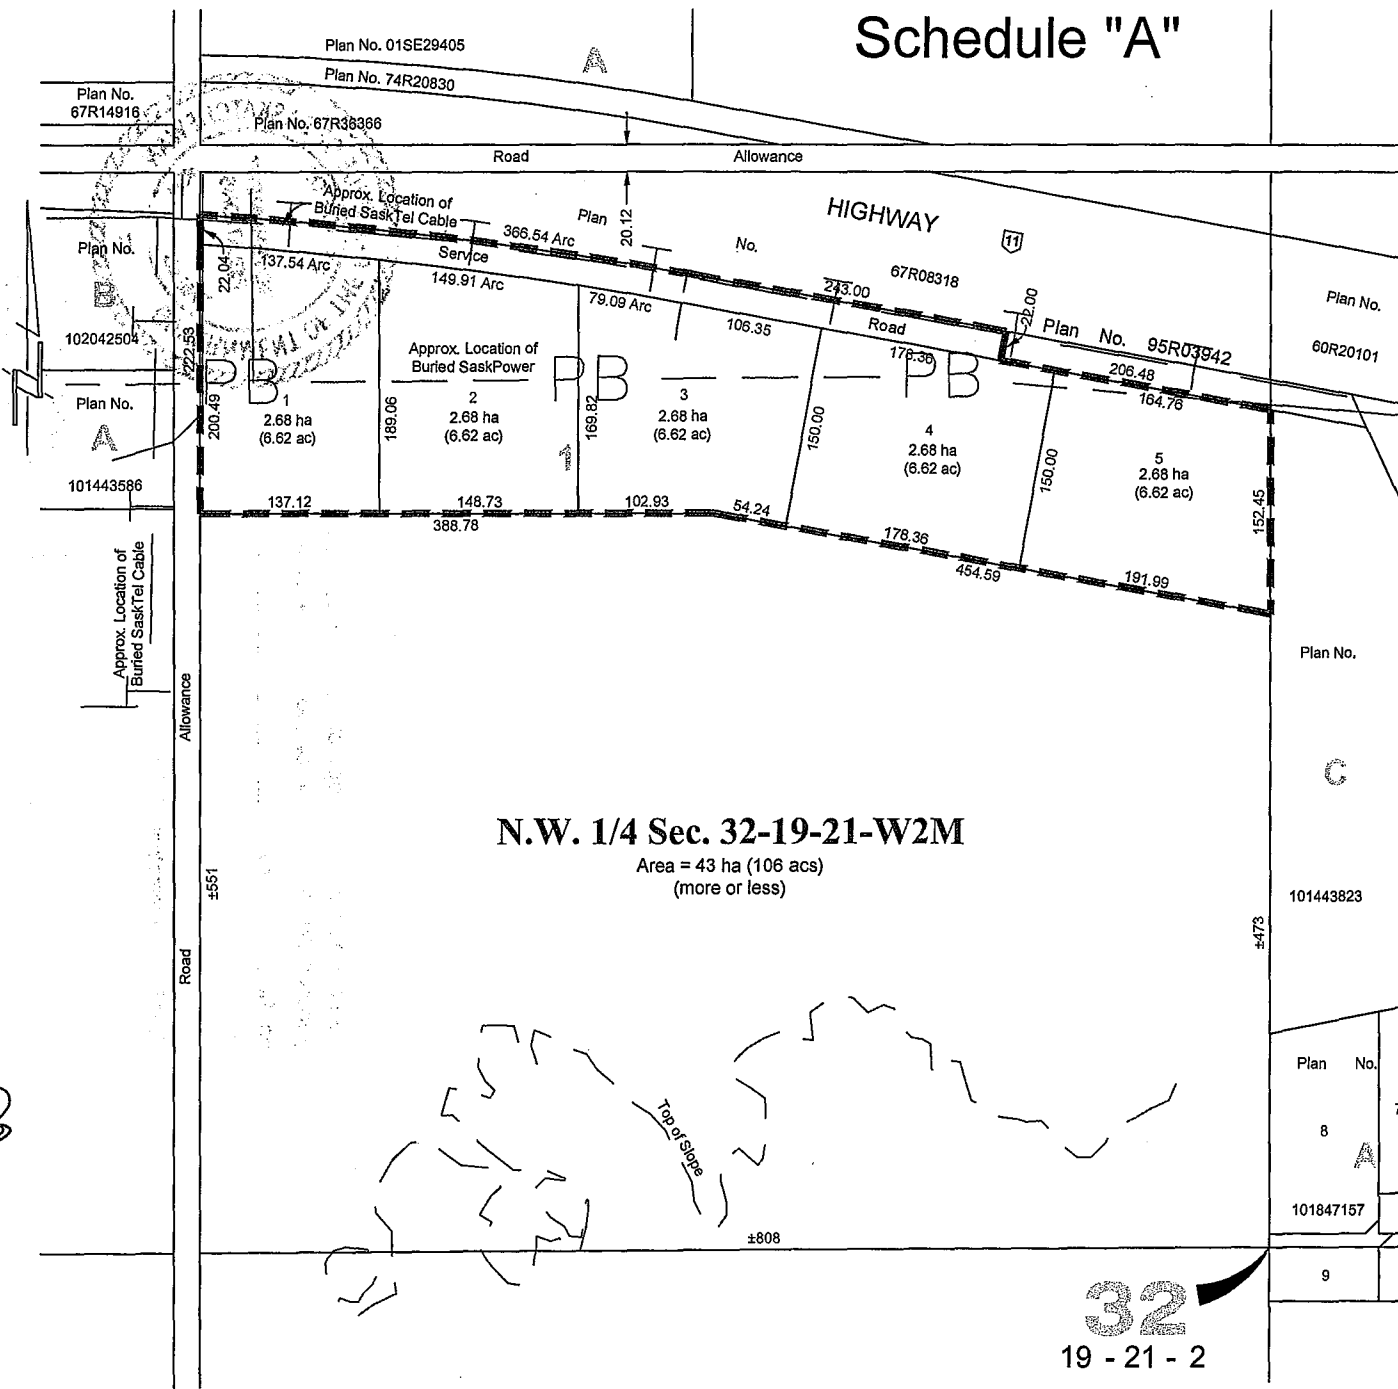 Schedule "A"
Plan No. 01SE29405
A
Plan No. 74R20830
Plan No.
67R14916
Plan No. 67R36366
Road Allowance
Approx. Location of
Buried SaskTel Cable
Plan No.
67R08318
20.12
HIGHWAY
11
366.54 Arc
Service
Road
137.54 Arc
149.91 Arc
79.09 Arc
106.35
243.00
22.00
22.04
178.36
Plan No. 95R03942
206.48
164.76
Plan No.
60R20101
Plan No.
B
102042504
Plan No.
A
101443586
222.53
200.49
PB
PB
PB
Approx. Location of
Buried SaskPower
1
2.68 ha
(6.62 ac)
189.06
2
2.68 ha
(6.62 ac)
169.82
1
3
2.68 ha
(6.62 ac)
150.00
4
2.68 ha
(6.62 ac)
150.00
5
2.68 ha
(6.62 ac)
152.45
137.12
148.73
102.93
54.24
388.78
178.36
454.59
191.99
Approx. Location of
Buried SaskTel Cable
Road Allowance
±551
Plan No.
C
101443823
±473
N.W. 1/4 Sec. 32-19-21-W2M
Area = 43 ha (106 acs)
(more or less)
Top of Slope
±808
Plan No.
8
A
101847157
9
32
19 - 21 - 2